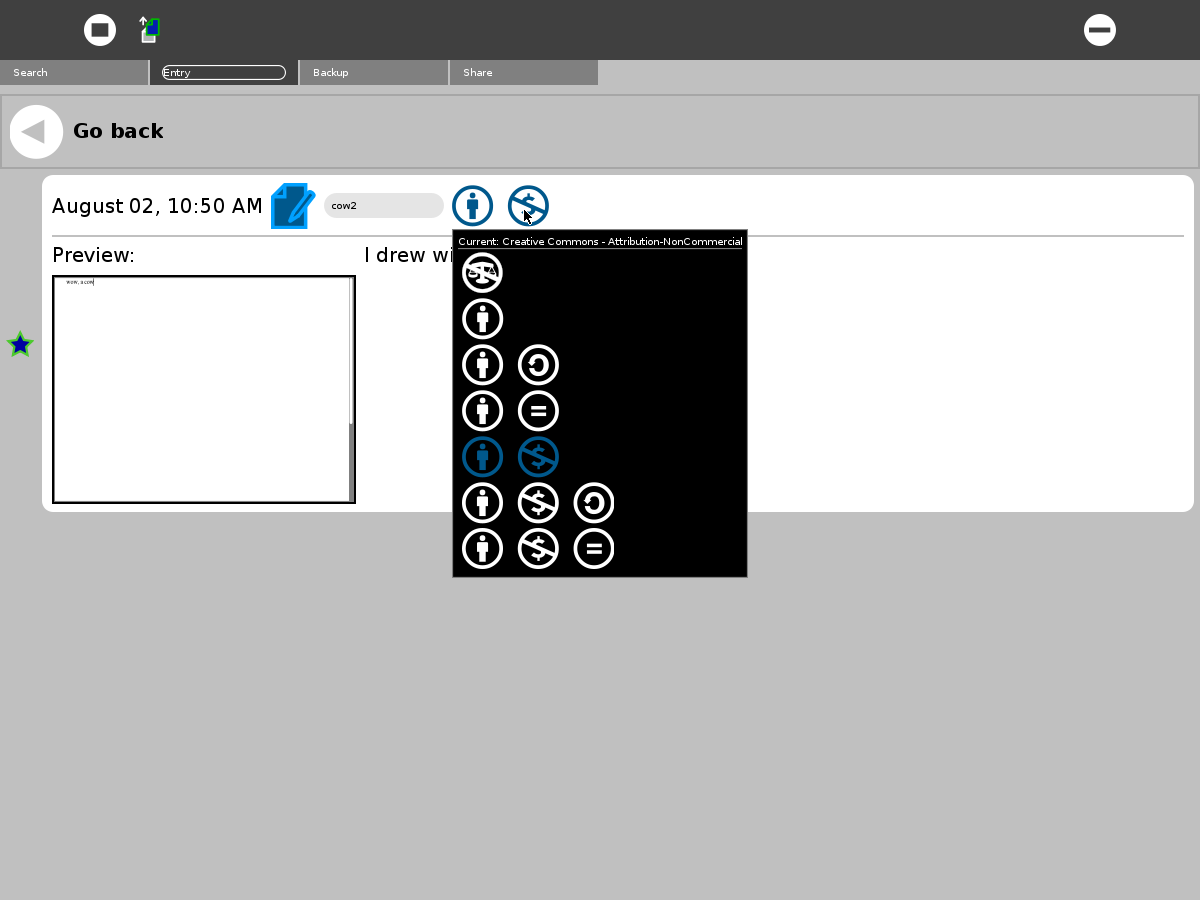 Search
Entry
Backup
Share
Go back
August 02, 10:50 AM
cow2
Current: Creative Commons - Attribution-NonCommercial
Preview:
I drew wi
wow, a cow